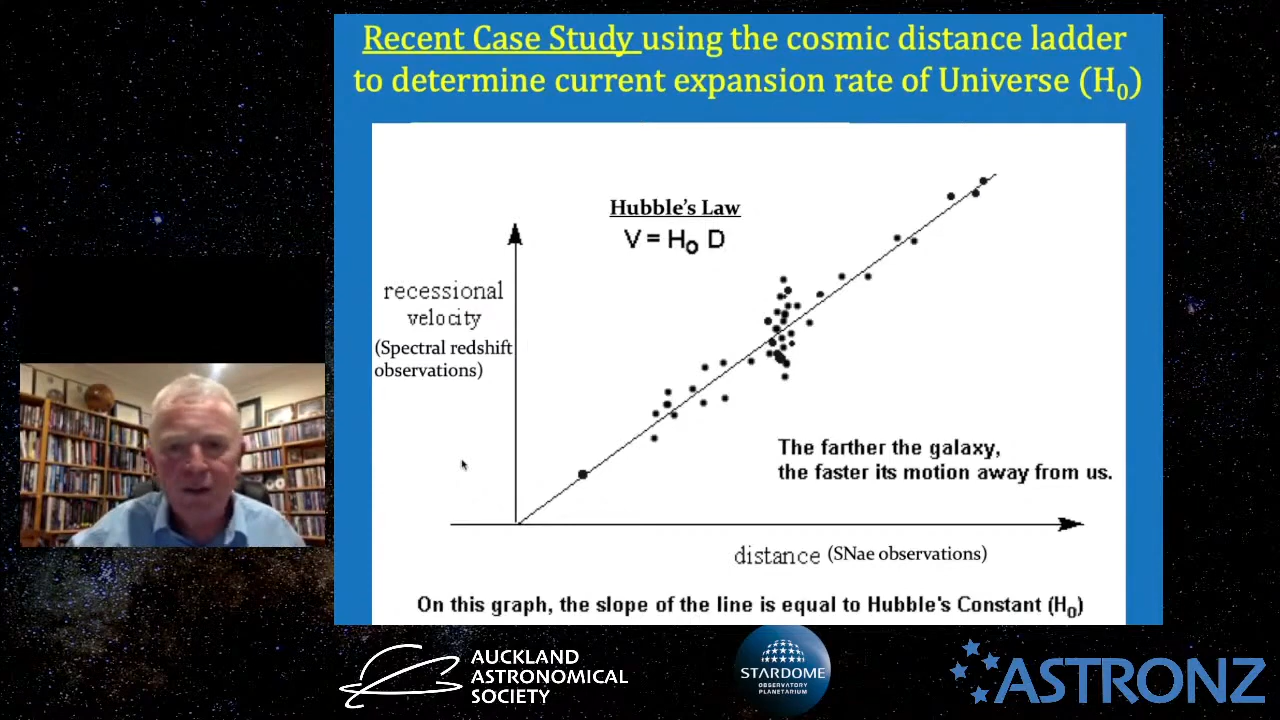 Recent Case Study using the cosmic distance ladder
to determine current expansion rate of Universe (H₀)
Hubble's Law
V = H₀ D
recessional
velocity
(Spectral redshift
observations)
The farther the galaxy,
the faster its motion away from us.
distance (SNae observations)
On this graph, the slope of the line is equal to Hubble's Constant (H₀)
AUCKLAND
ASTRONOMICAL
SOCIETY
STARDOME
OBSERVATORY
PLANETARIUM
ASTRONZ